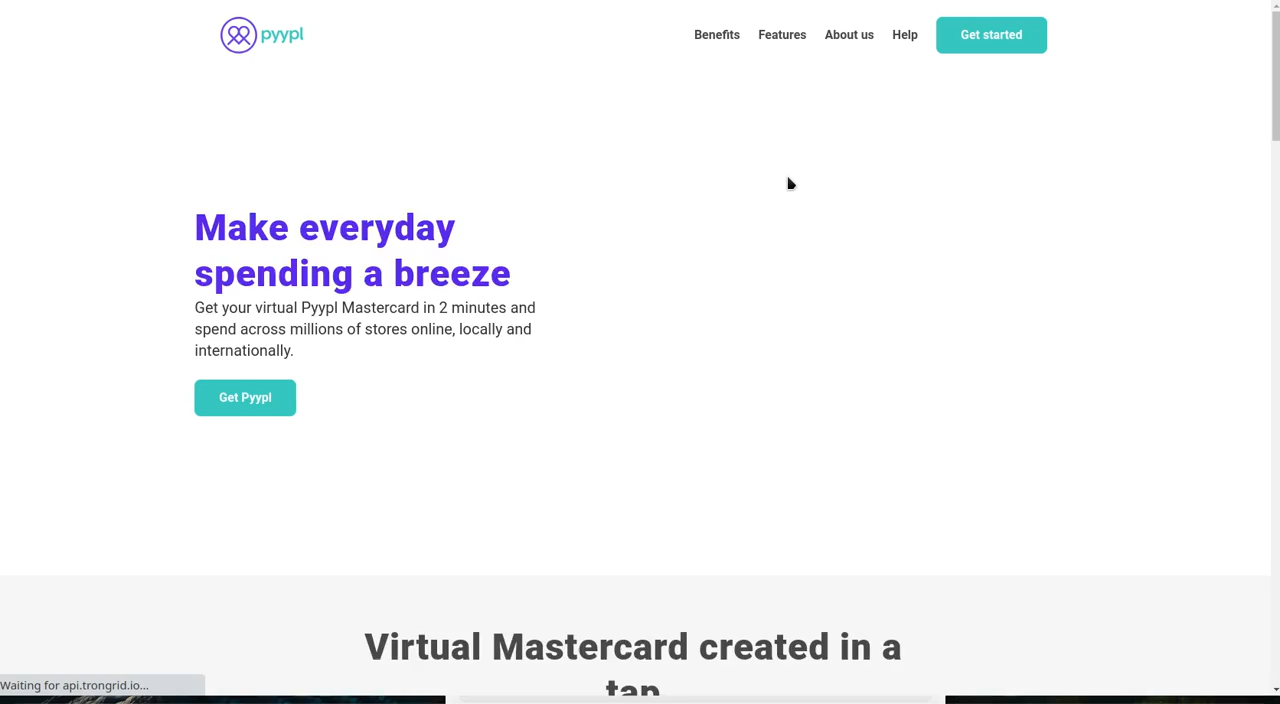 pyypl
Benefits Features About us Help Get started
Make everyday
spending a breeze
Get your virtual Pyypl Mastercard in 2 minutes and
spend across millions of stores online, locally and
internationally.
Get Pyypl
Virtual Mastercard created in a
tap
Waiting for api.trongrid.io...